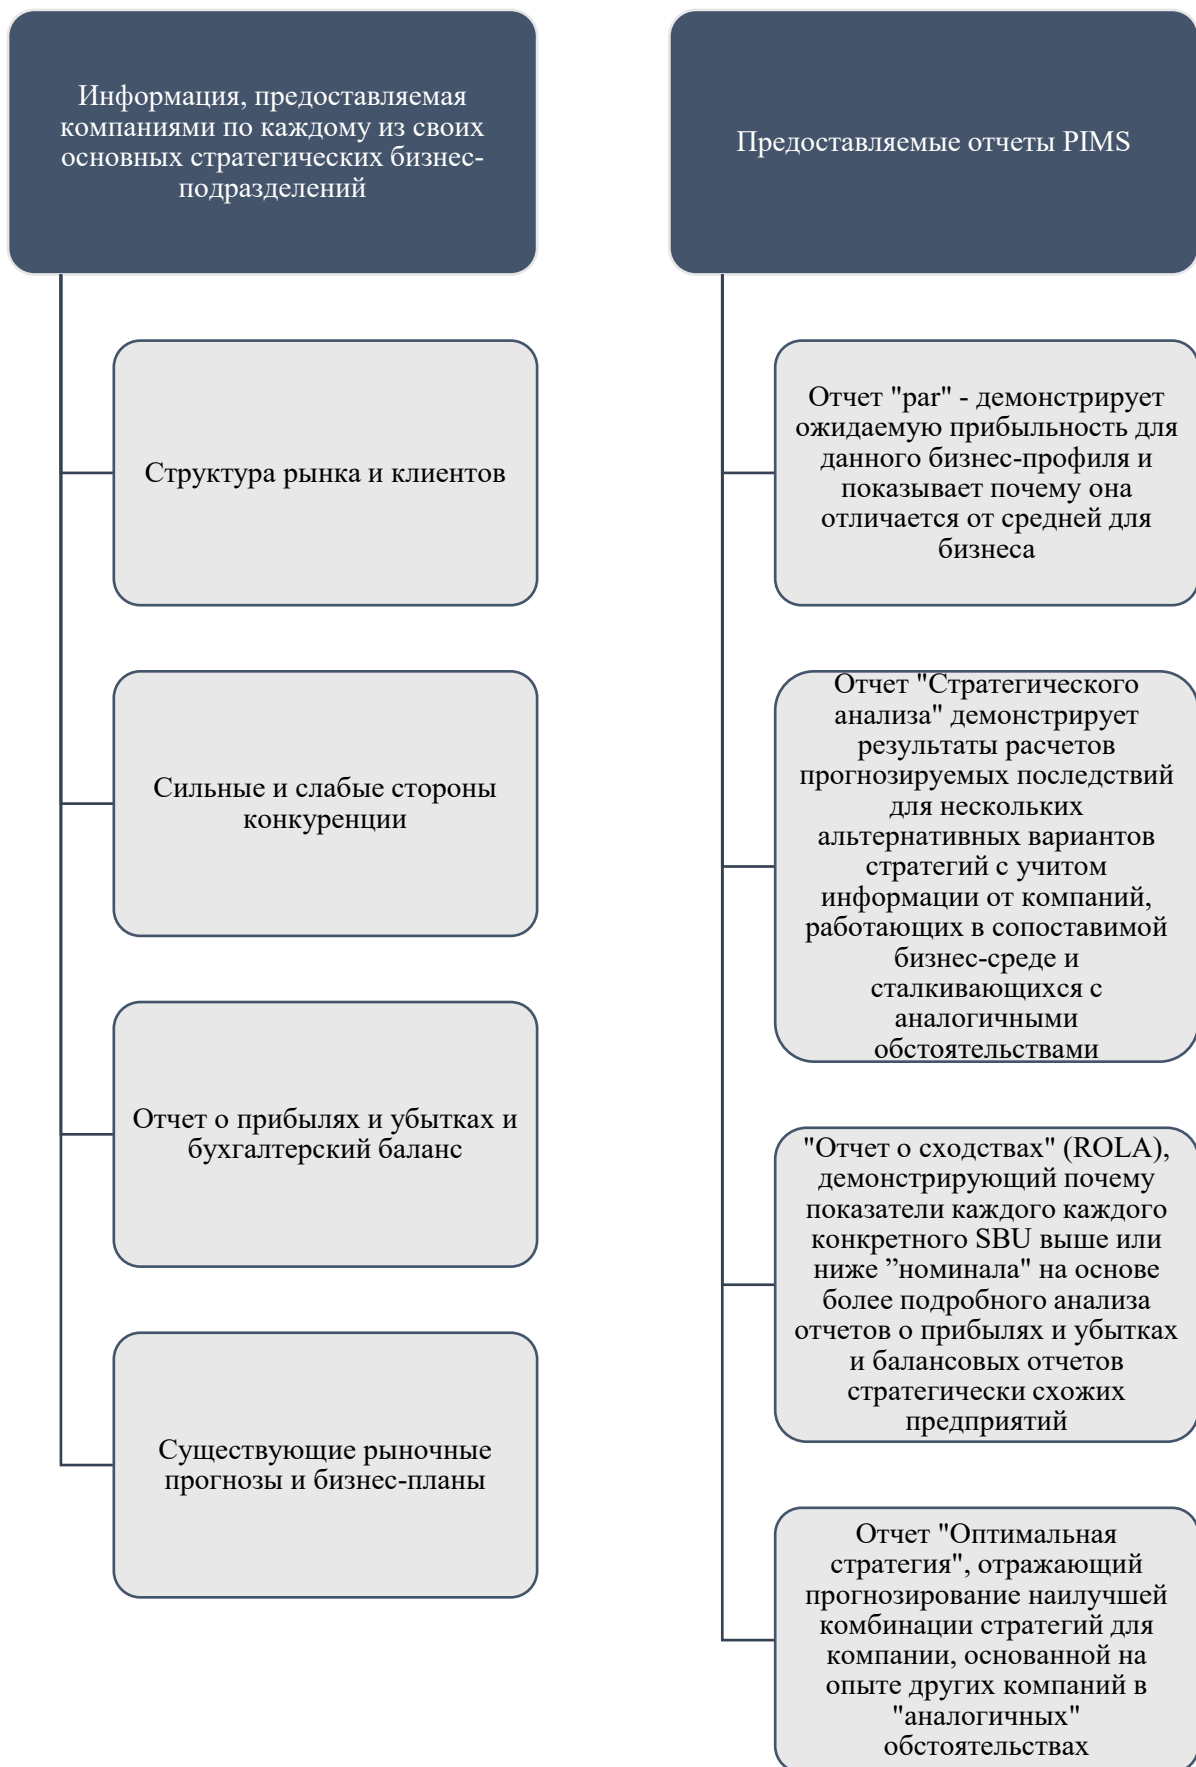 Информация, предоставляемая
компаниями по каждому из своих
основных стратегических бизнес-
подразделений
Структура рынка и клиентов
Сильные и слабые стороны
конкуренции
Отчет о прибылях и убытках и
бухгалтерский баланс
Существующие рыночные
прогнозы и бизнес-планы
Предоставляемые отчеты PIMS
Отчет "par" - демонстрирует
ожидаемую прибыльность для
данного бизнес-профиля и
показывает почему она
отличается от средней для
бизнеса
Отчет "Стратегического
анализа" демонстрирует
результаты расчетов
прогнозируемых последствий
для нескольких
альтернативных вариантов
стратегий с учитом
информации от компаний,
работающих в сопоставимой
бизнес-среде и
сталкивающихся с
аналогичными
обстоятельствами
"Отчет о сходствах" (ROLA),
демонстрирующий почему
показатели каждого каждого
конкретного SBU выше или
ниже ”номинала" на основе
более подробного анализа
отчетов о прибылях и убытках
и балансовых отчетов
стратегически схожих
предприятий
Отчет "Оптимальная
стратегия", отражающий
прогнозирование наилучшей
комбинации стратегий для
компании, основанной на
опыте других компаний в
"аналогичных"
обстоятельствах